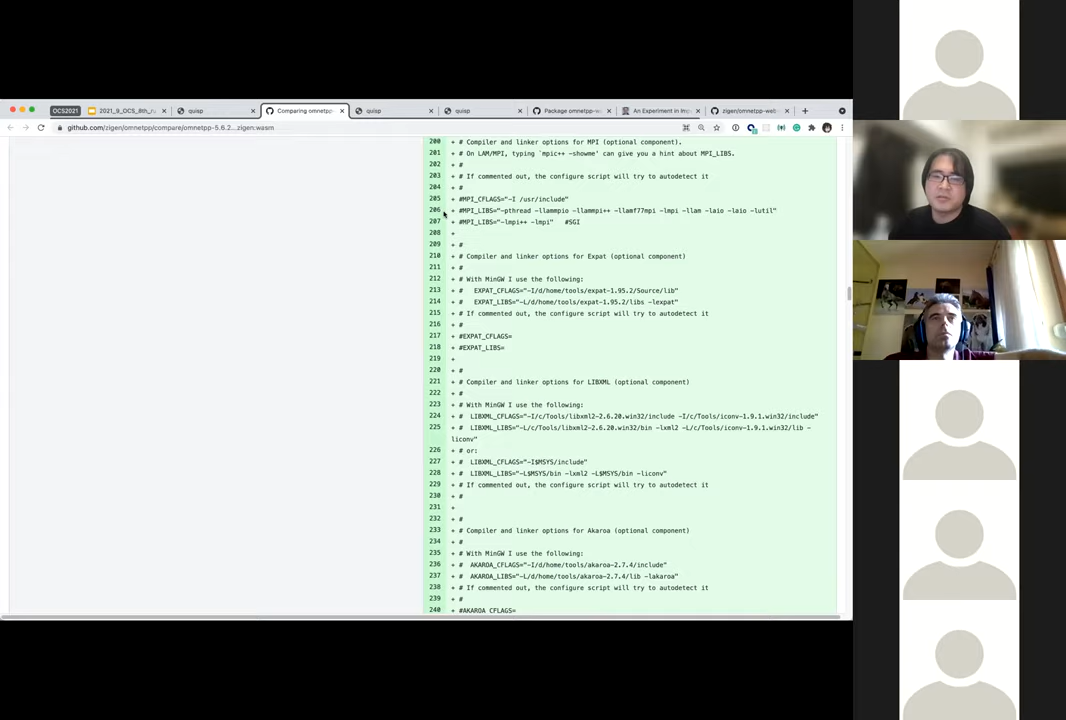 OCS2021
2021_9_OCS_8th_ru
quisp
Comparing omnetpp-
quisp
quisp
Package omnetpp-w
An Experiment in Imp
zigen/omnetpp-web
github.com/zigen/omnetpp/compare/omnetpp-5.6.2...zigen:wasm
200 + # Compiler and linker options for MPI (optional component).
201 + # On LAM/MPI, typing `mpic++ -showme' can give you a hint about MPI_LIBS.
202 + #
203 + # If commented out, the configure script will try to autodetect it
204 + #
205 + #MPI_CFLAGS="-I /usr/include"
206 + #MPI_LIBS="-pthread -llammpio -llammpi++ -llamf77mpi -lmpi -llam -laio -laio -lutil"
207 + #MPI_LIBS="-lmpi++ -lmpi" #SGI
208 +
209 + #
210 + # Compiler and linker options for Expat (optional component)
211 + #
212 + # With MinGW I use the following:
213 + # EXPAT_CFLAGS="-I/d/home/tools/expat-1.95.2/Source/lib"
214 + # EXPAT_LIBS="-L/d/home/tools/expat-1.95.2/libs -lexpat"
215 + # If commented out, the configure script will try to autodetect it
216 + #
217 + #EXPAT_CFLAGS=
218 + #EXPAT_LIBS=
219 +
220 + #
221 + # Compiler and linker options for LIBXML (optional component)
222 + #
223 + # With MinGW I use the following:
224 + # LIBXML_CFLAGS="-I/c/Tools/libxml2-2.6.20.win32/include -I/c/Tools/iconv-1.9.1.win32/include"
225 + # LIBXML_LIBS="-L/c/Tools/libxml2-2.6.20.win32/bin -lxml2 -L/c/Tools/iconv-1.9.1.win32/lib -
liconv"
226 + # or:
227 + # LIBXML_CFLAGS="-I$MSYS/include"
228 + # LIBXML_LIBS="-L$MSYS/bin -lxml2 -L$MSYS/bin -liconv"
229 + # If commented out, the configure script will try to autodetect it
230 + #
231 +
232 + #
233 + # Compiler and linker options for Akaroa (optional component)
234 + #
235 + # With MinGW I use the following:
236 + # AKAROA_CFLAGS="-I/d/home/tools/akaroa-2.7.4/include"
237 + # AKAROA_LIBS="-L/d/home/tools/akaroa-2.7.4/lib -lakaroa"
238 + # If commented out, the configure script will try to autodetect it
239 + #
240 + #AKAROA_CFLAGS=